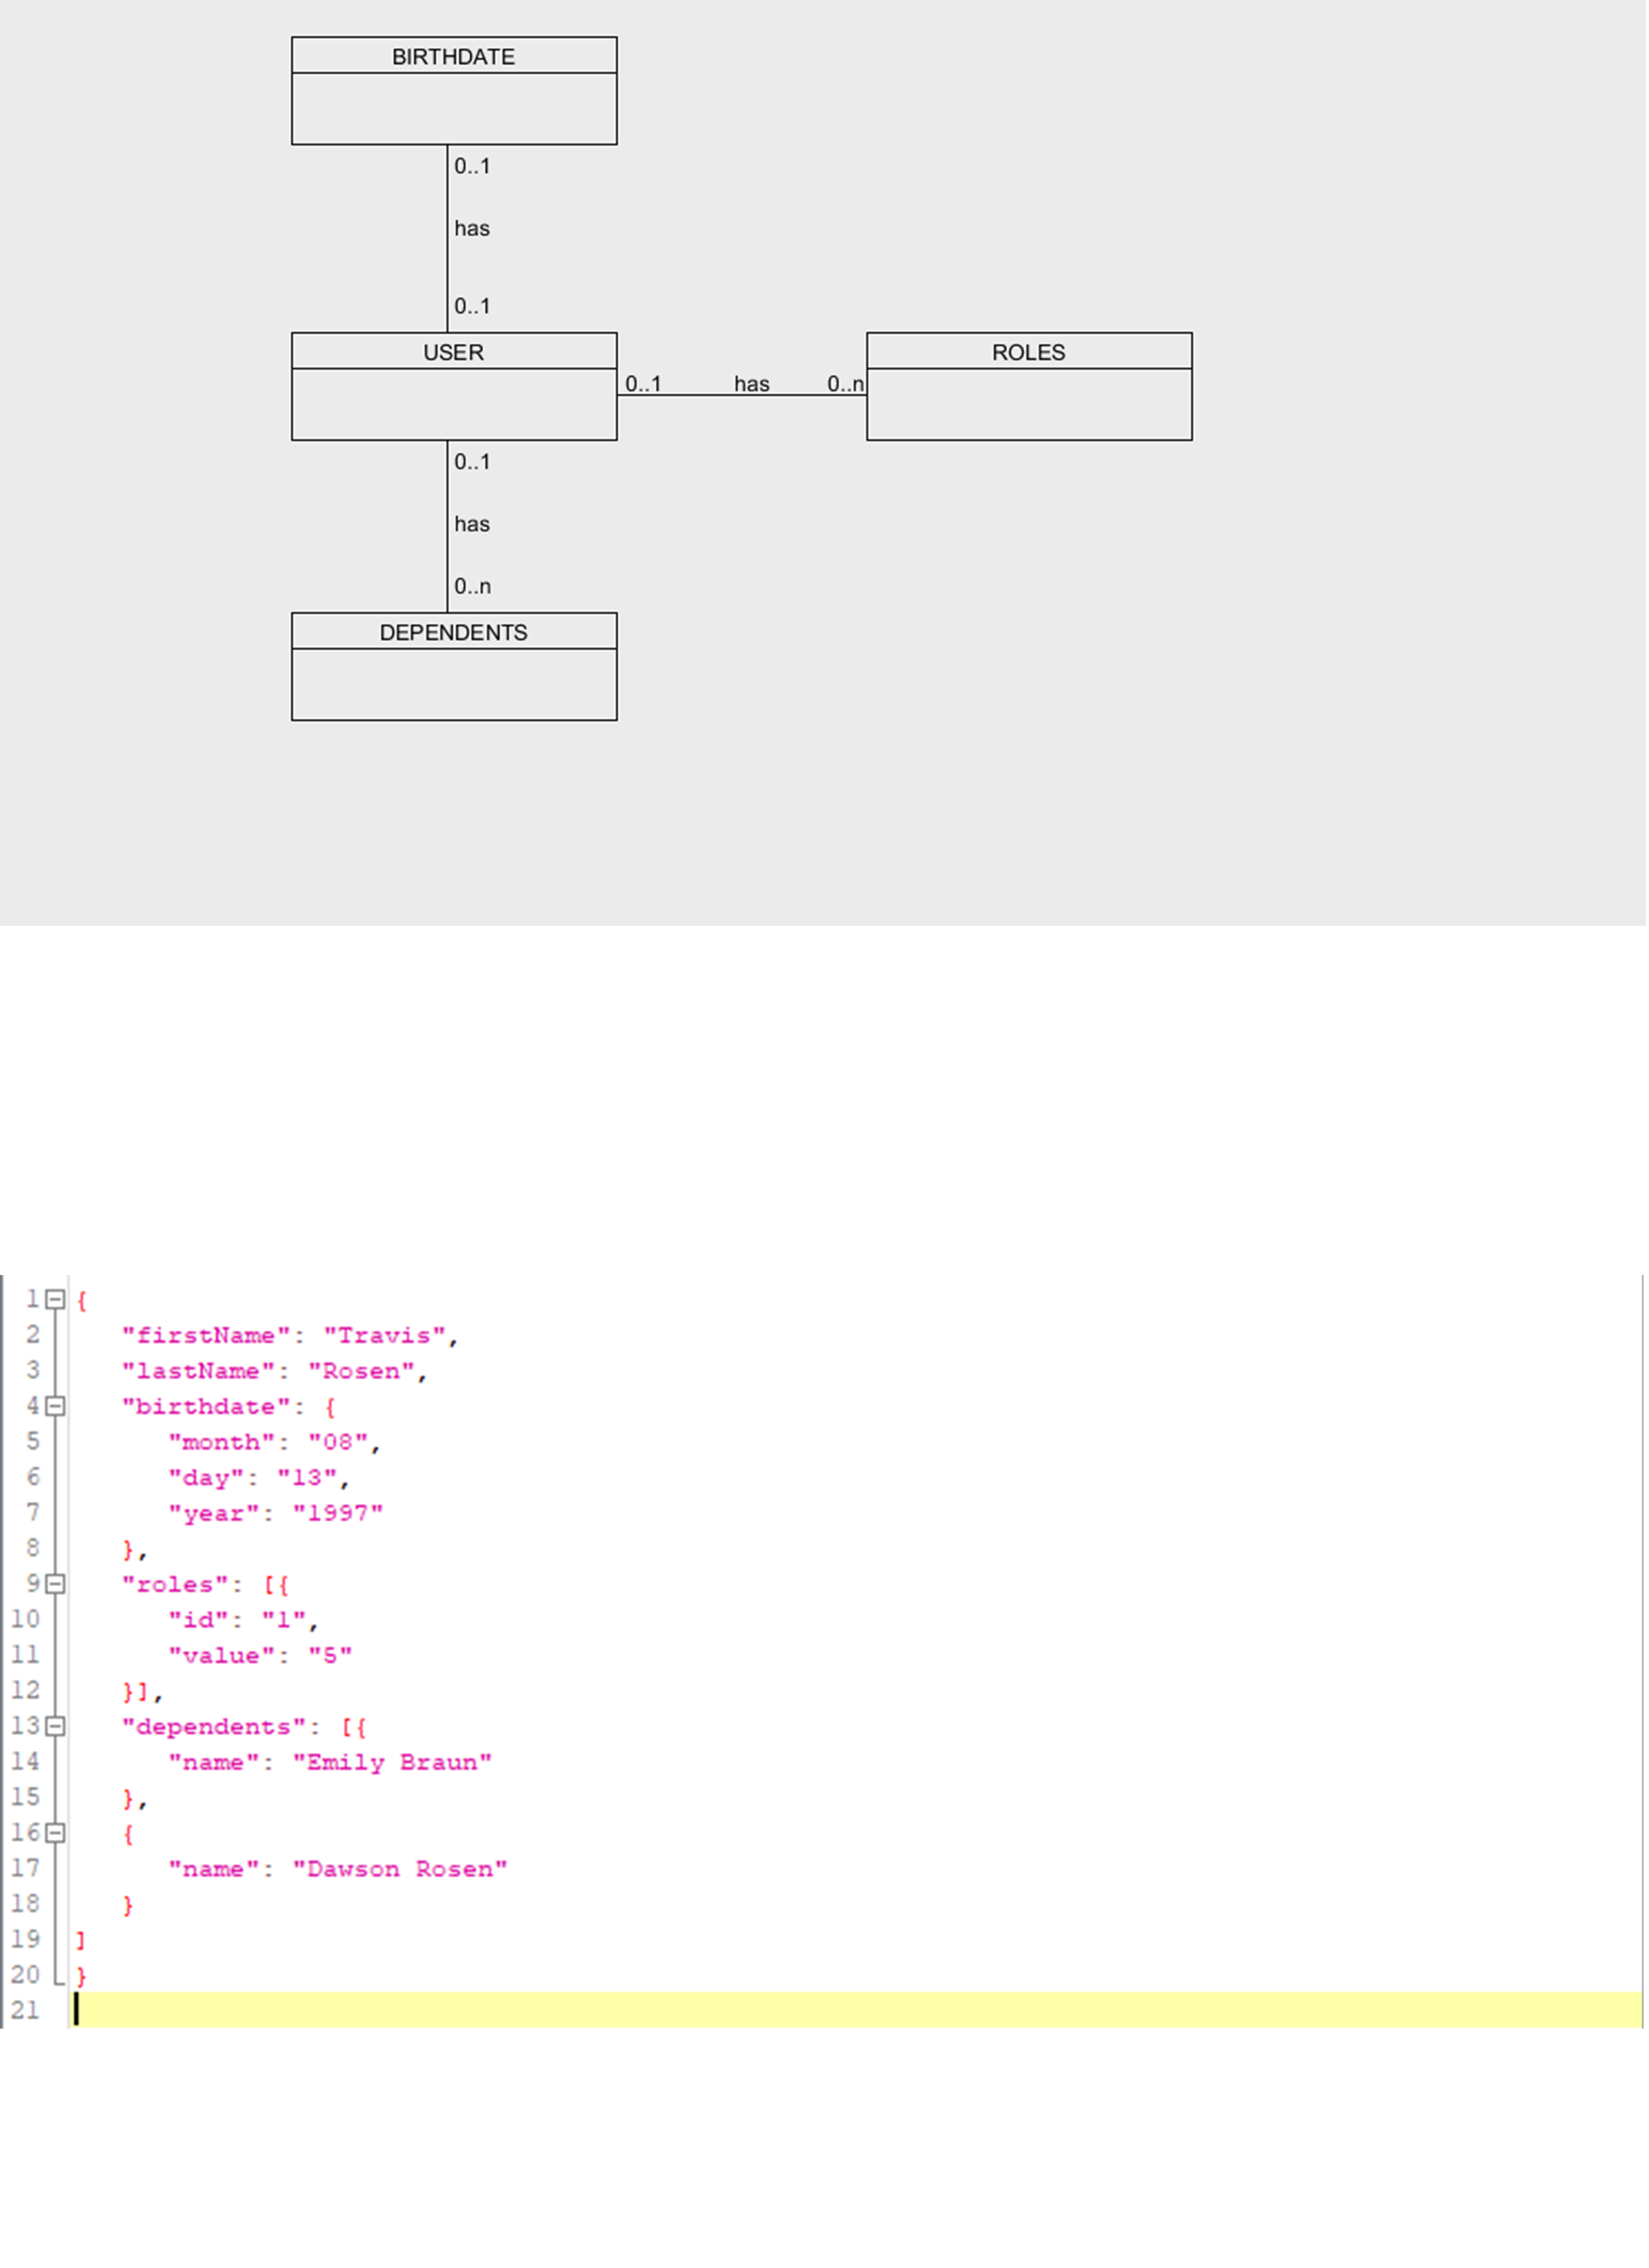 BIRTHDATE
0..1
has
0..1
USER
ROLES
0..1 has 0..n
0..1
has
0..n
DEPENDENTS
1 {
2 "firstName": "Travis",
3 "lastName": "Rosen",
4 "birthdate": {
5 "month": "08",
6 "day": "13",
7 "year": "1997"
8 },
9 "roles": [{
10 "id": "1",
11 "value": "5"
12 }],
13 "dependents": [{
14 "name": "Emily Braun"
15 },
16 {
17 "name": "Dawson Rosen"
18 }
19 ]
20 }
21